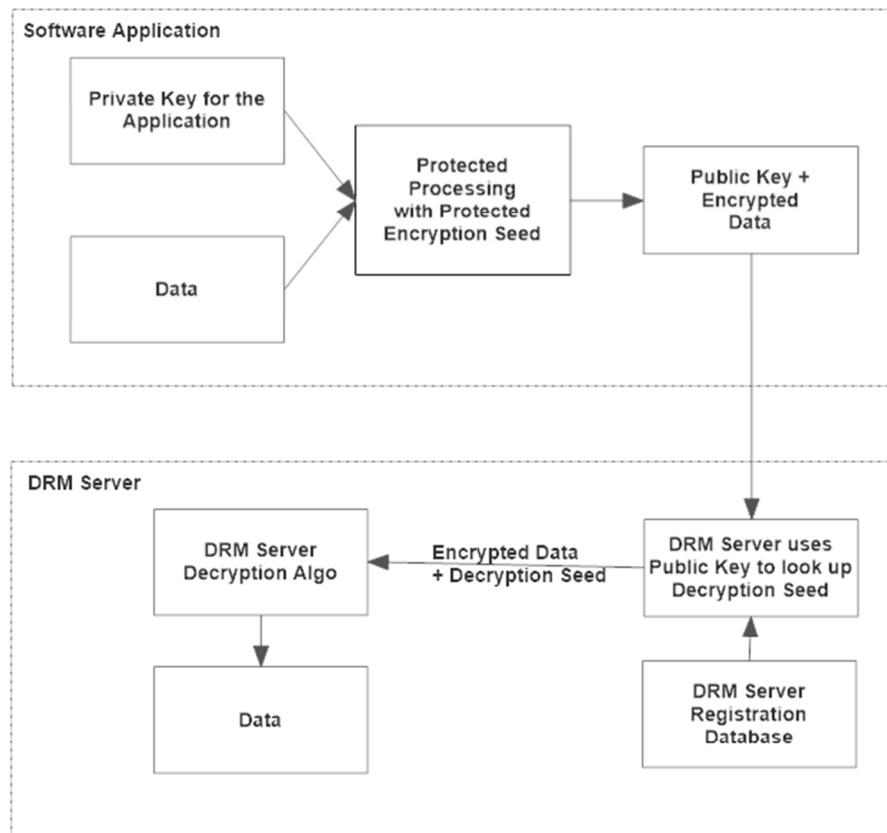 Software Application
Private Key for the
Application
Protected
Processing
with Protected
Encryption Seed
Public Key +
Encrypted
Data
Data
DRM Server
DRM Server
Decryption Algo
Encrypted Data
+ Decryption Seed
DRM Server uses
Public Key to look up
Decryption Seed
Data
DRM Server
Registration
Database